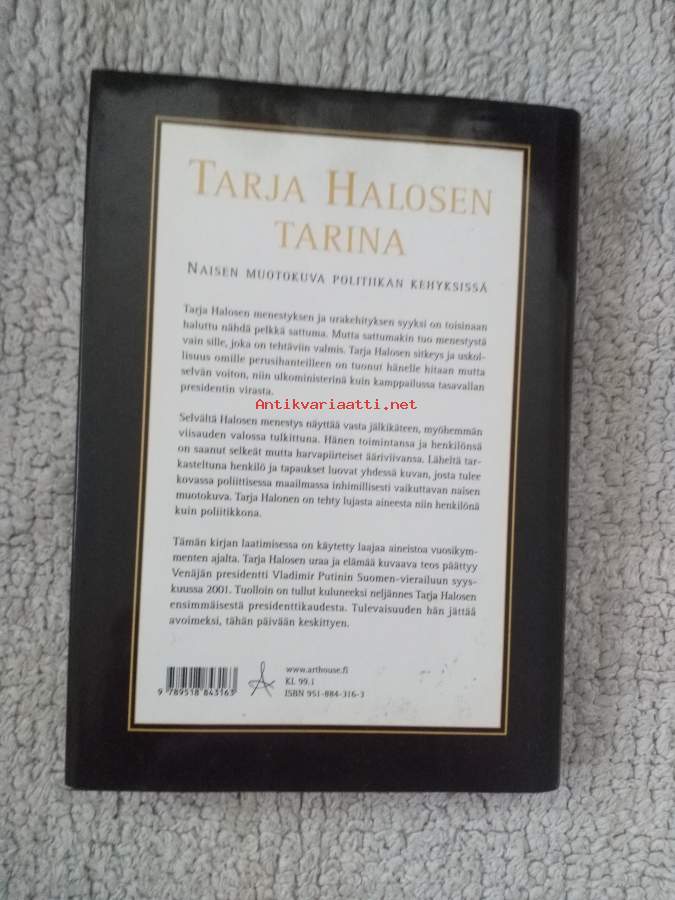 TARJA HALOSEN
TARINA
NAISEN MUOTOKUVA POLITIIKAN KEHYKSISSÄ
Tarja Halosen menestyksen ja urakehityksen syyksi on toisinaan
haluttu nähdä pelkkä sattuma. Mutta sattumakin tuo menestystä
vain sille, joka on tehtäviin valmis. Tarja Halosen sitkeys ja uskol-
lisuus omille perusihanteilleen on tuonut hänelle hitaan mutta
selvän voiton, niin ulkoministerinä kuin kamppailussa tasavallan
presidentin virasta.
Antikvariaatti.net
Selvältä Halosen menestys näyttää vasta jälkikäteen, myöhemmän
viisauden valossa tulkittuna. Hänen toimintansa ja henkilönsä
on saanut selkeät mutta harvapiirteiset ääriviivansa. Läheltä tar-
kasteltuna henkilö ja tapaukset luovat yhdessä kuvan, josta tulee
kovassa poliittisessa maailmassa inhimillisesti vaikuttavan naisen
muotokuva. Tarja Halonen on tehty lujasta aineesta niin henkilönä
kuin poliitikkona.
Tämän kirjan laatimisessa on käytetty laajaa aineistoa vuosikym-
menten ajalta. Tarja Halosen uraa ja elämää kuvaava teos päättyy
Venäjän presidentti Vladimir Putinin Suomen-vierailuun syys-
kuussa 2001. Tuolloin on tullut kuluneeksi neljännes Tarja Halosen
ensimmäisestä presidenttikaudesta. Tulevaisuuden hän jättää
avoimeksi, tähän päivään keskittyen.
www.arthouse.fi
KL 99.1
ISBN 951-884-316-3
9 789518 843163